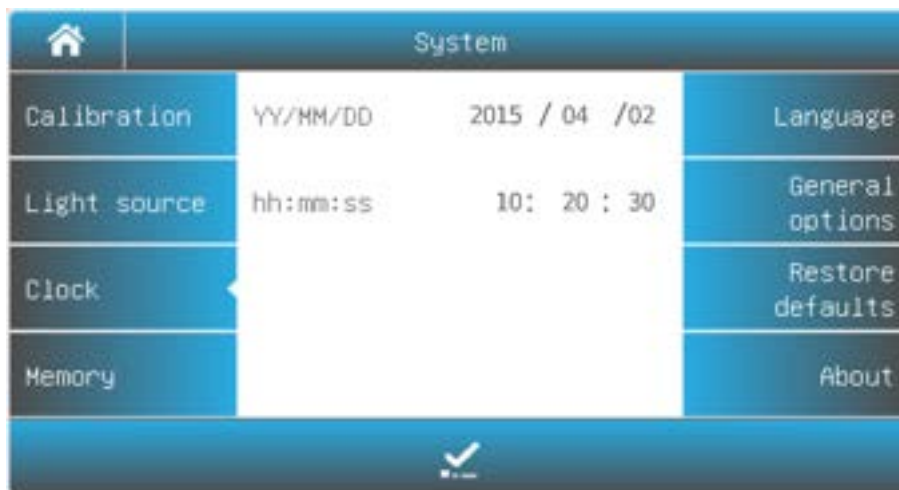 System
Calibration
YY/MM/DD 2015 / 04 /02
Language
Light source
hh:mm:ss 10: 20 : 30
General
options
Clock
Restore
defaults
Memory
About